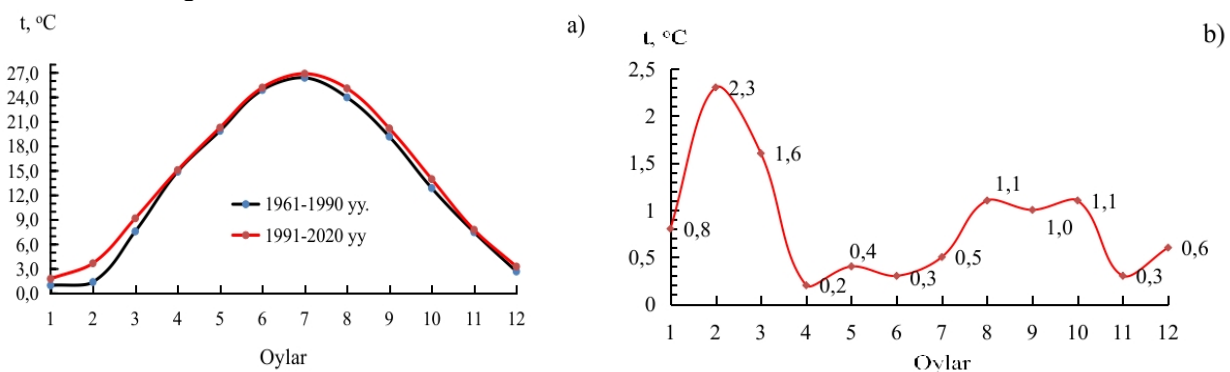 t, °C
a)
27,0
24,0
21,0
18,0
15,0
12,0
9,0
6,0
3,0
0,0
1961-1990 yy.
1991-2020 yy
1 2 3 4 5 6 7 8 9 10 11 12
Oylar
t, °C
b)
2,5
2
1,5
1
0,5
0
0,8
2,3
1,6
0,2
0,4
0,3
0,5
1,1
1,0
1,1
0,3
0,6
1 2 3 4 5 6 7 8 9 10 11 12
Oylar